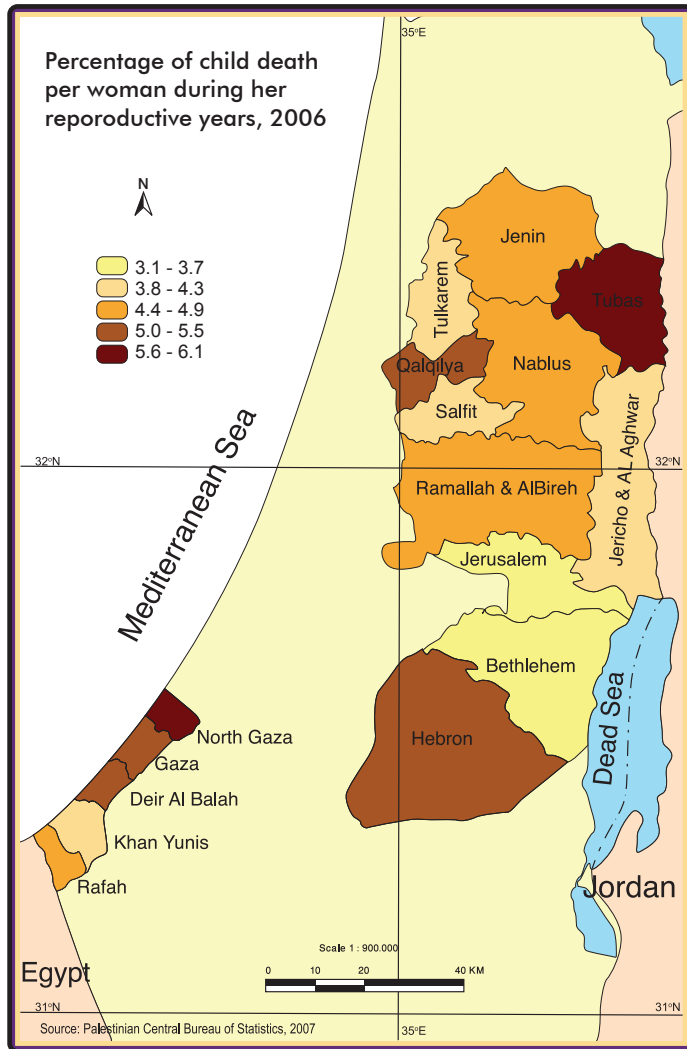 Percentage of child death
per woman during her
reporoductive years, 2006
35°E
N
3.1 - 3.7
3.8 - 4.3
4.4 - 4.9
5.0 - 5.5
5.6 - 6.1
Jenin
Tubas
Tulkarem
Qalqilya
Nablus
Salfit
Mediterranean Sea
32°N
32°N
Ramallah & AlBireh
Jericho & AL Aghwar
Jerusalem
Bethlehem
Dead Sea
Hebron
North Gaza
Gaza
Deir Al Balah
Khan Yunis
Rafah
Jordan
Egypt
Scale 1 : 900.000
0 10 20 40 KM
31°N
31°N
Source: Palestinian Central Bureau of Statistics, 2007
35°E